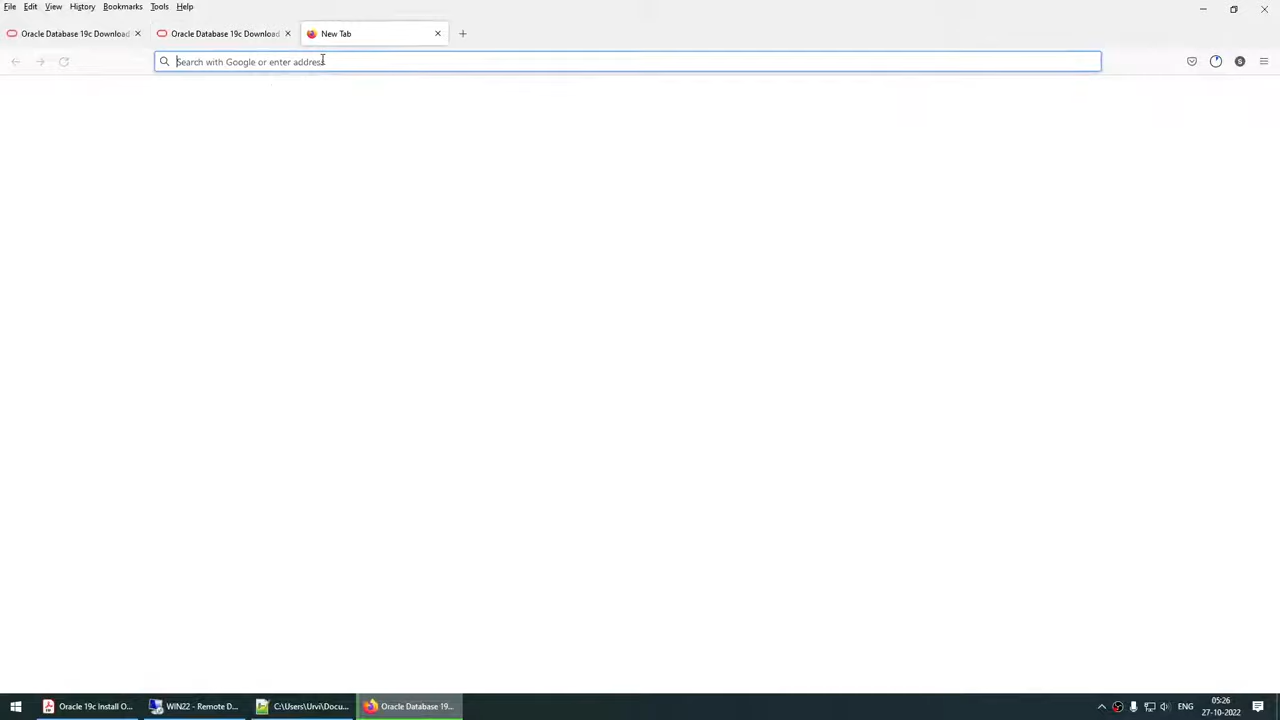 File Edit View History Bookmarks Tools Help
Oracle Database 19c Download Oracle Database 19c Download New Tab
Search with Google or enter address
Oracle 19c Install O... WIN22 - Remote D... C:\Users\Urvi\Docu... Oracle Database 19... ENG 05:26
27-10-2022